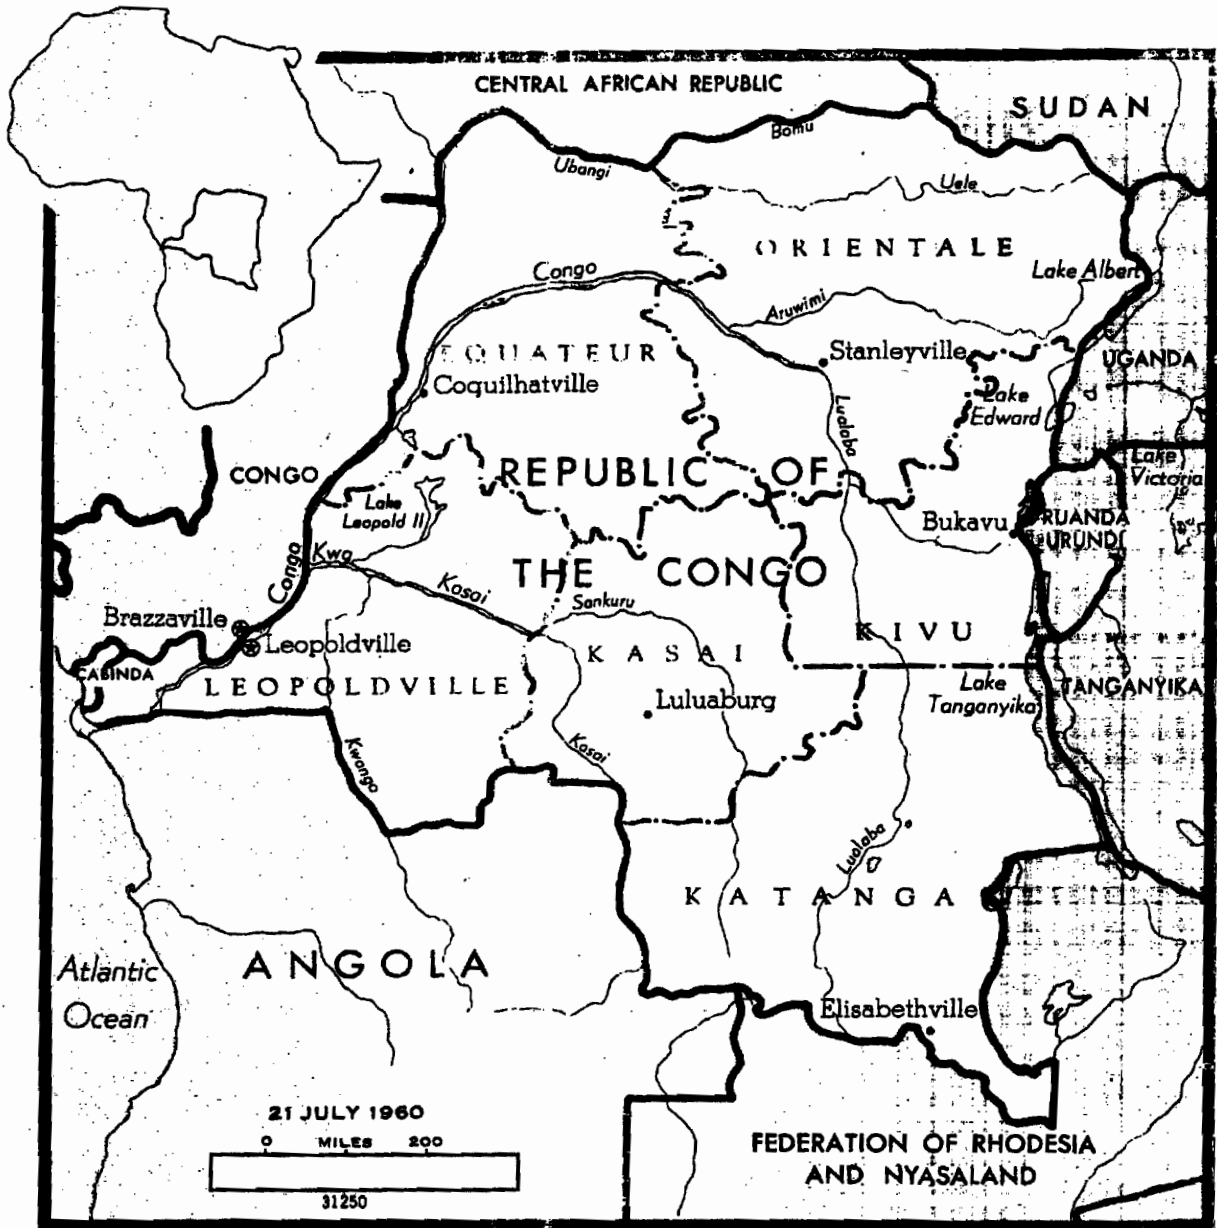 CENTRAL AFRICAN REPUBLIC
SUDAN
Bomu
Ubangi
Uele
ORIENTALE
Lake Albert
Congo
Aruwimi
EQUATEUR
Stanleyville
UGANDA
Coquilhatville
Lake
Edward
Lualaba
REPUBLIC OF
CONGO
Lake
Victoria
Lake
Leopold II
Bukavu
RUANDA
URUNDI
Congo
Kwa
THE CONGO
Kasai
Sankuru
Brazzaville
Leopoldville
KIVU
KASAI
CABINDA
LEOPOLDVILLE
Lake
Tanganyika
TANGANYIKA
Luluaburg
Kwango
Kasai
Lualaba
KATANGA
ANGOLA
Atlantic
Ocean
Elisabethville
21 JULY 1960
0 MILES 200
31250
FEDERATION OF RHODESIA
AND NYASALAND